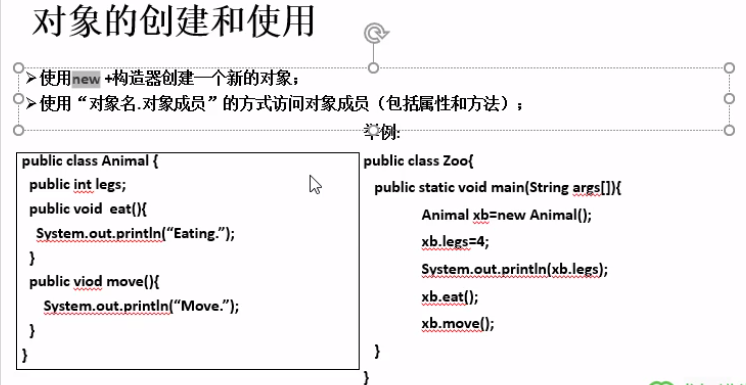 对象的创建和使用
➢使用new +构造器创建一个新的对象；
➢使用“对象名.对象成员”的方式访问对象成员（包括属性和方法）；
举例:
public class Animal {
public int legs;
public void eat(){
System.out.println(“Eating.”);
}
public viod move(){
System.out.println(“Move.”);
}
}
public class Zoo{
public static void main(String args[]){
Animal xb=new Animal();
xb.legs=4;
System.out.println(xb.legs);
xb.eat();
xb.move();
}
}